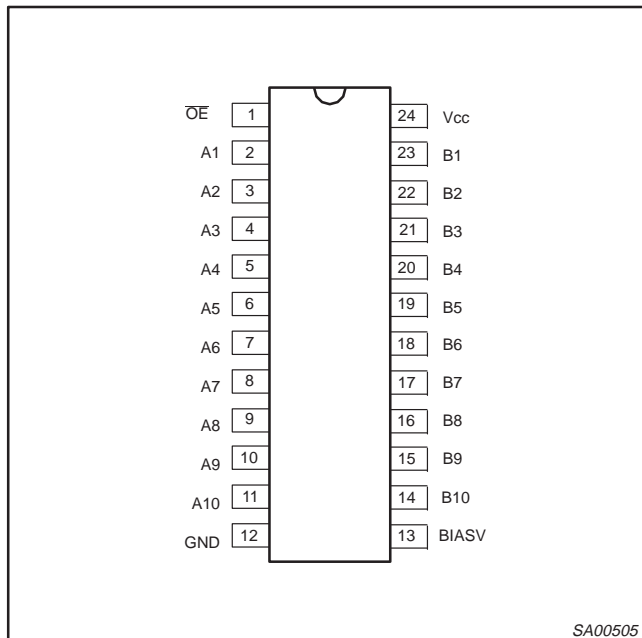 OE 1 24 Vcc
A1 2 23 B1
A2 3 22 B2
A3 4 21 B3
A4 5 20 B4
A5 6 19 B5
A6 7 18 B6
A7 8 17 B7
A8 9 16 B8
A9 10 15 B9
A10 11 14 B10
GND 12 13 BIASV
SA00505